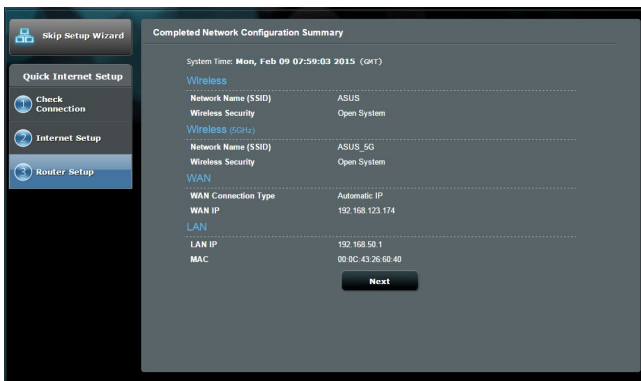 Skip Setup Wizard
Quick Internet Setup
1 Check Connection
2 Internet Setup
3 Router Setup
Completed Network Configuration Summary
System Time: Mon, Feb 09 07:59:03 2015 (GMT)
Wireless
Network Name (SSID) ASUS
Wireless Security Open System
Wireless (5GHz)
Network Name (SSID) ASUS_5G
Wireless Security Open System
WAN
WAN Connection Type Automatic IP
WAN IP 192.168.123.174
LAN
LAN IP 192.168.50.1
MAC 00:0C:43:26:60:40
Next